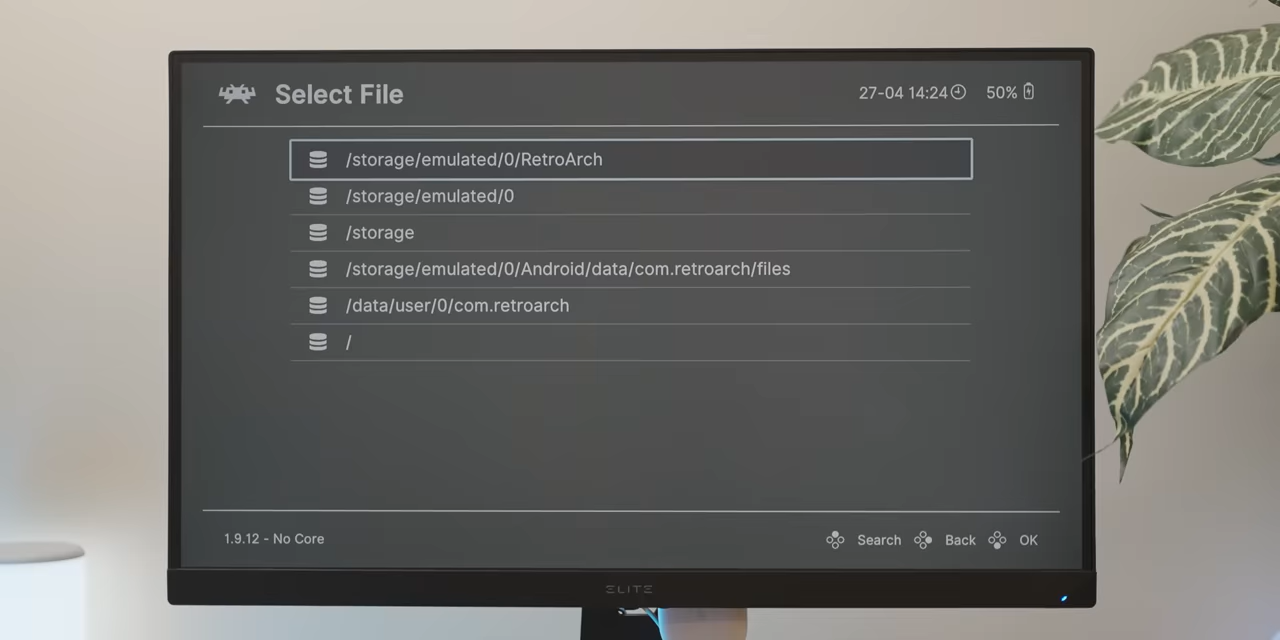 Select File
27-04 14:24 50%
/storage/emulated/0/RetroArch
/storage/emulated/0
/storage
/storage/emulated/0/Android/data/com.retroarch/files
/data/user/0/com.retroarch
/
1.9.12 - No Core
Search Back OK
ELITE